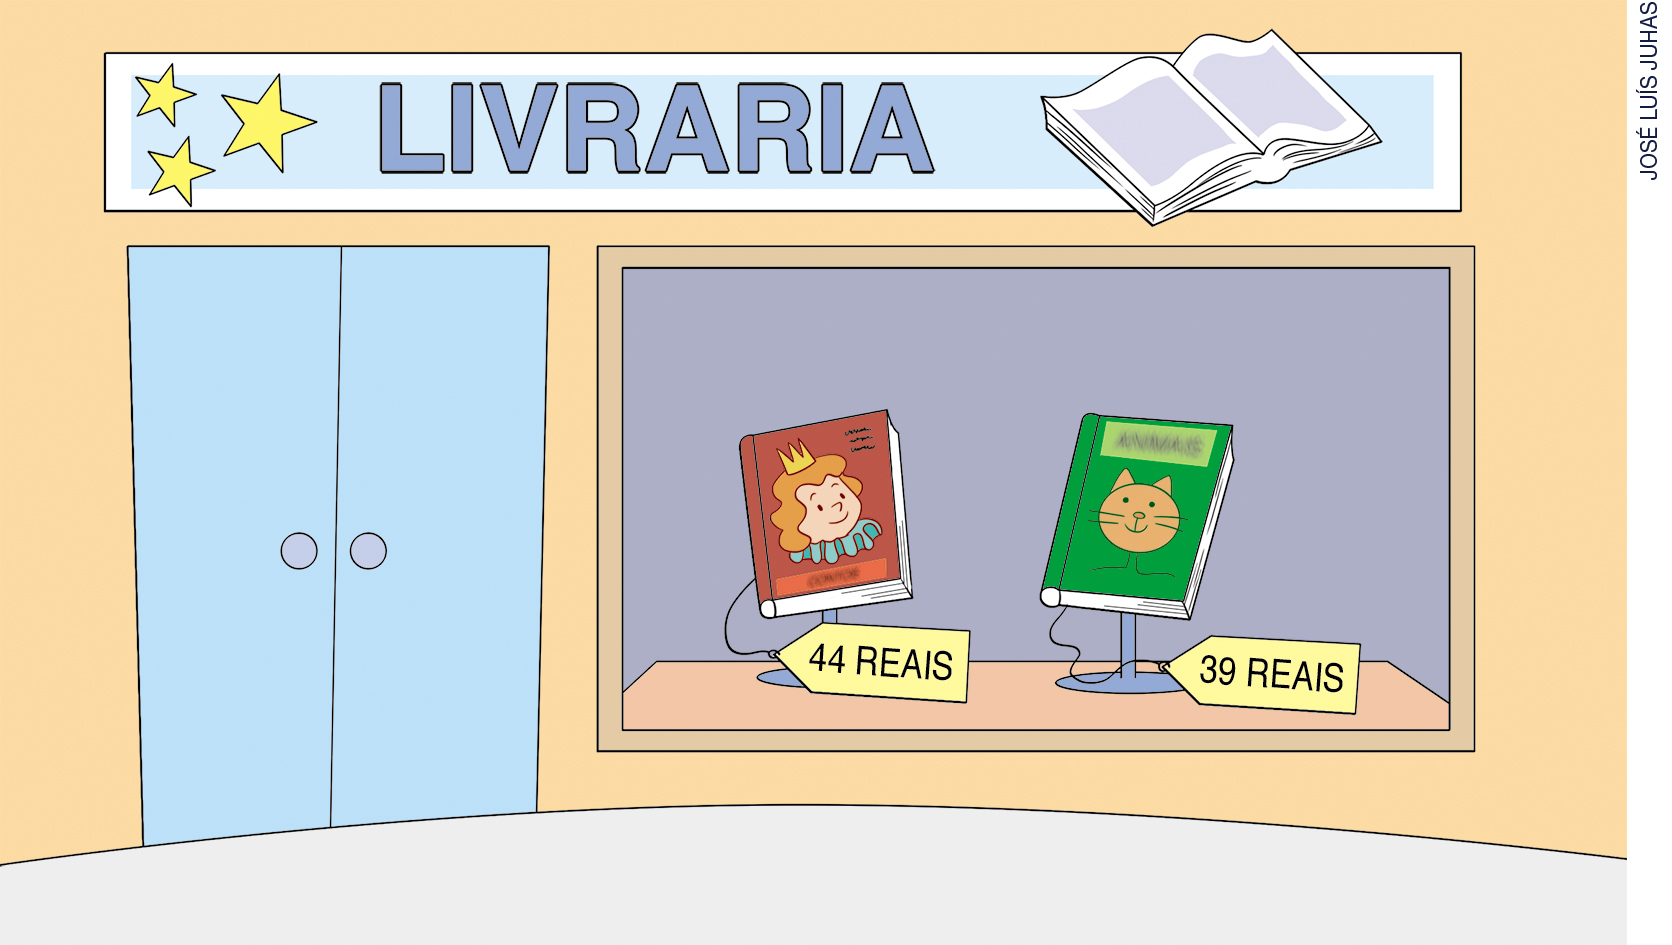 LIVRARIA
44 REAIS
39 REAIS
JOSÉ LUÍS JUHAS